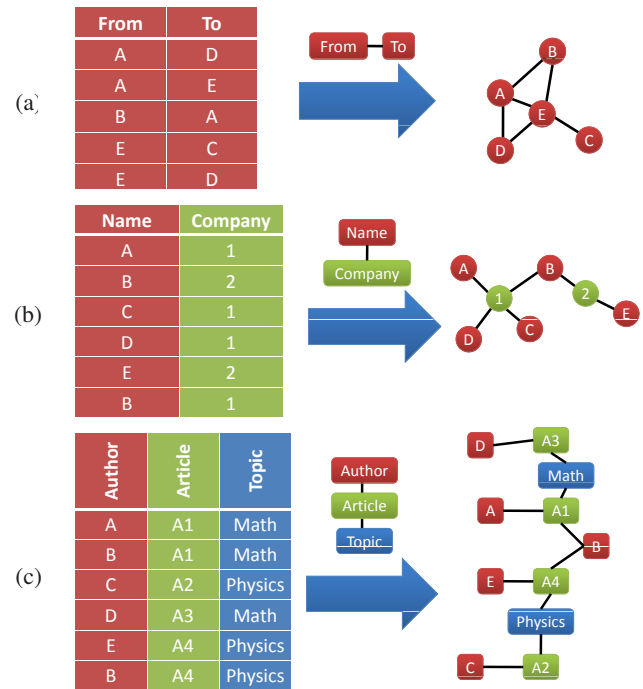 (a)
From To
A D
A E
B A
E C
E D
From To
B
A
E
D
C
(b)
Name Company
A 1
B 2
C 1
D 1
E 2
B 1
Name
Company
A
B
1
2
D
C
E
(c)
Author Article Topic
A A1 Math
B A1 Math
C A2 Physics
D A3 Math
E A4 Physics
B A4 Physics
Author
Article
Topic
D A3
Math
A A1
B
E A4
Physics
C A2